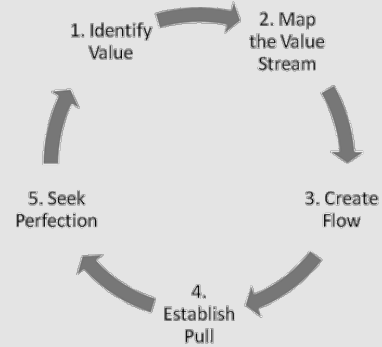 1. Identify
Value
2. Map
the Value
Stream
3. Create
Flow
4.
Establish
Pull
5. Seek
Perfection